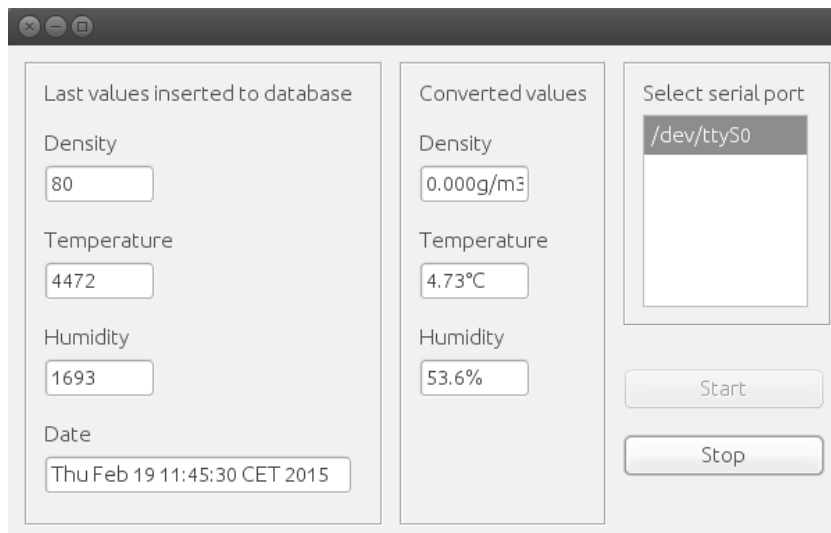 Last values inserted to database
Density
80
Temperature
4472
Humidity
1693
Date
Thu Feb 19 11:45:30 CET 2015
Converted values
Density
0.000g/m3
Temperature
4.73°C
Humidity
53.6%
Select serial port
/dev/ttyS0
Start
Stop